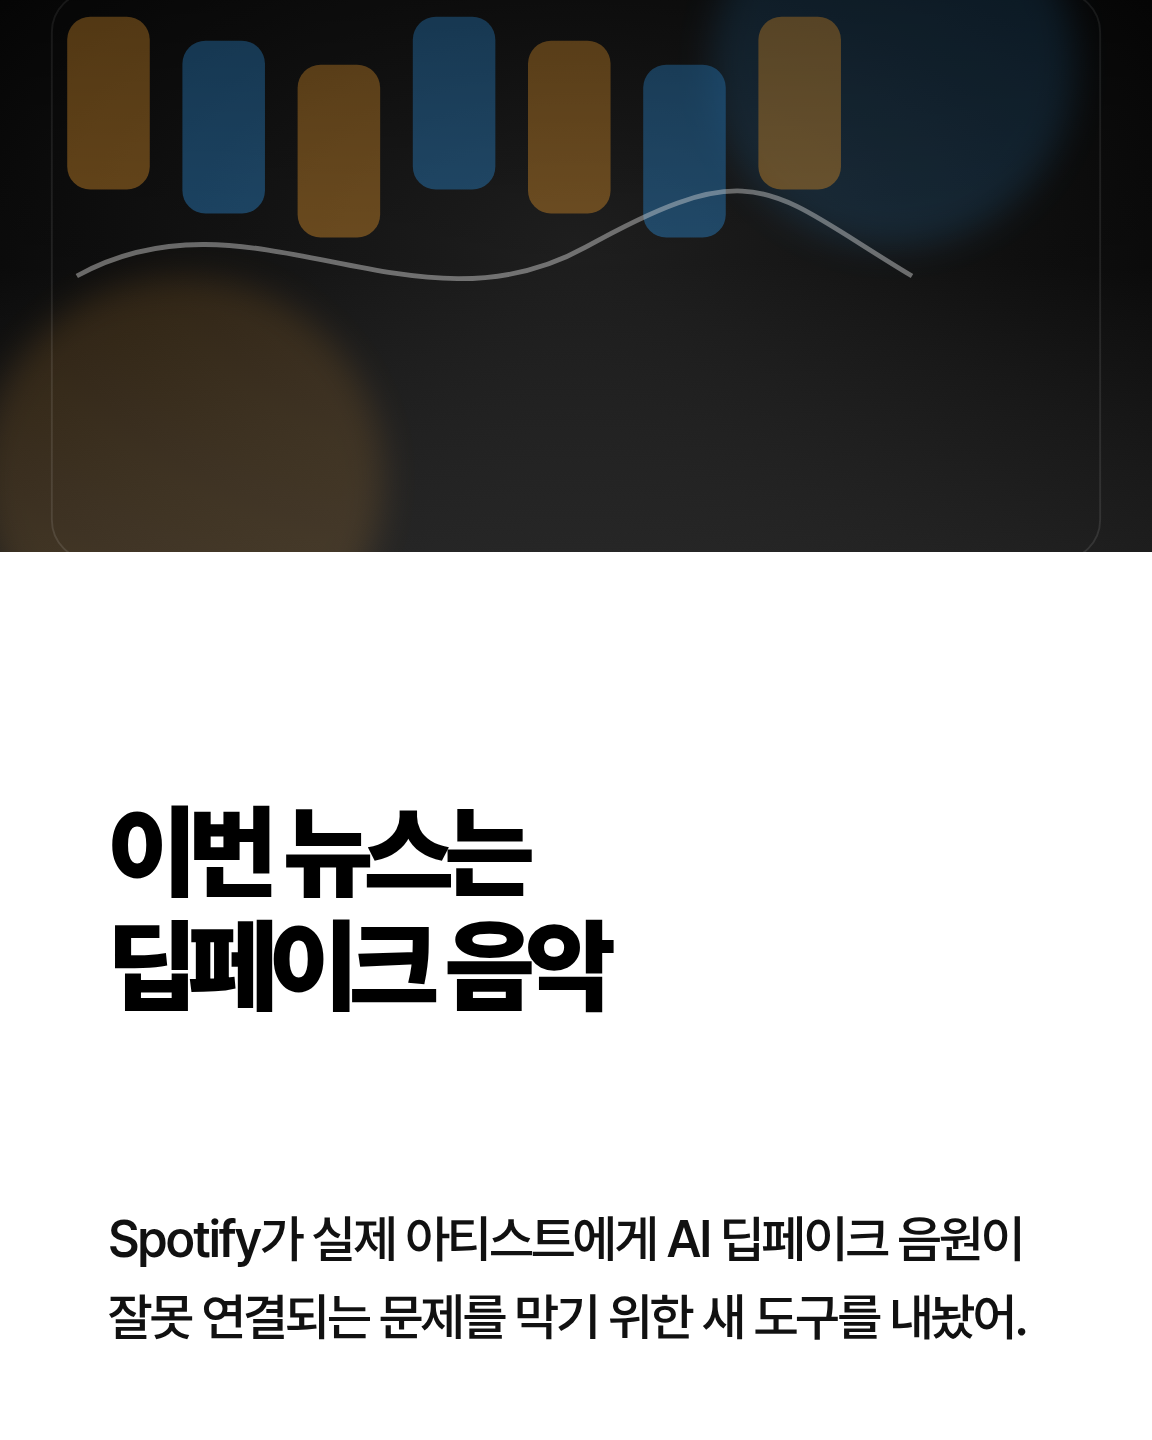 이번 뉴스는
딥페이크 음악
Spotify가 실제 아티스트에게 AI 딥페이크 음원이
잘못 연결되는 문제를 막기 위한 새 도구를 내놨어.